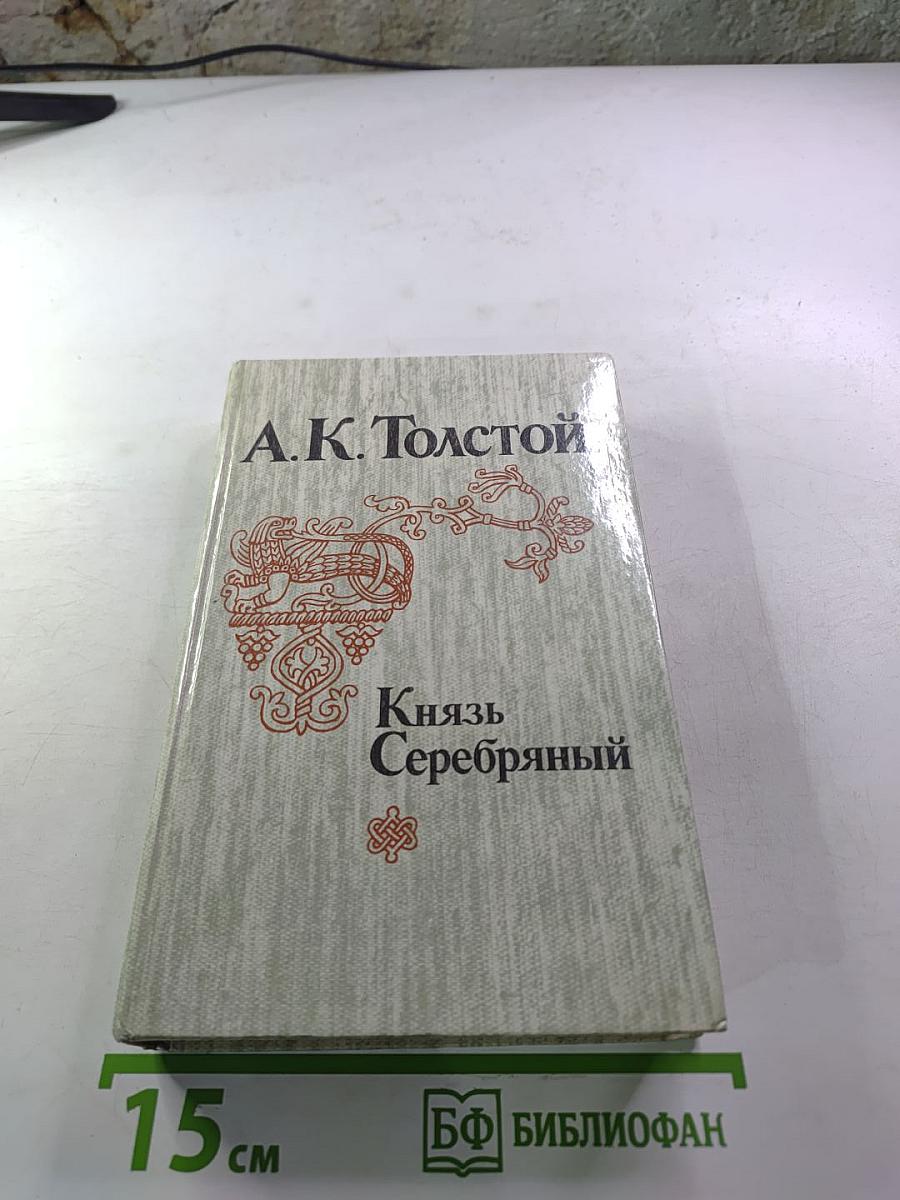 А.К. Толстой
Князь
Серебряный
15 см
БФ БИБЛИОФАН